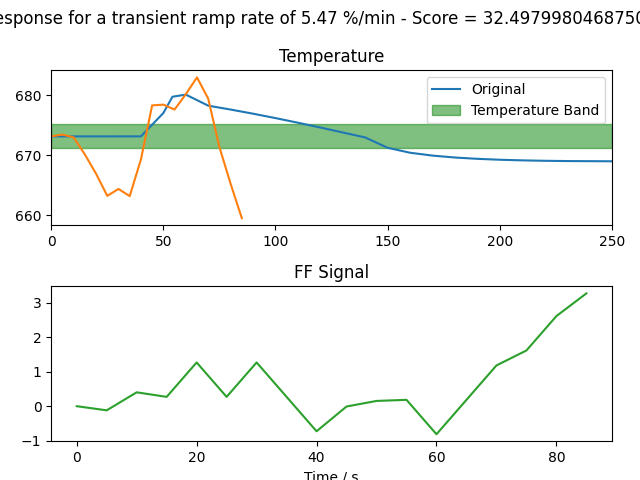 esponse for a transient ramp rate of 5.47 %/min - Score = 32.4979980468750
Temperature
Original
Temperature Band
680
670
660
0 50 100 150 200 250
FF Signal
3
2
1
0
−1
0 20 40 60 80
Time / s